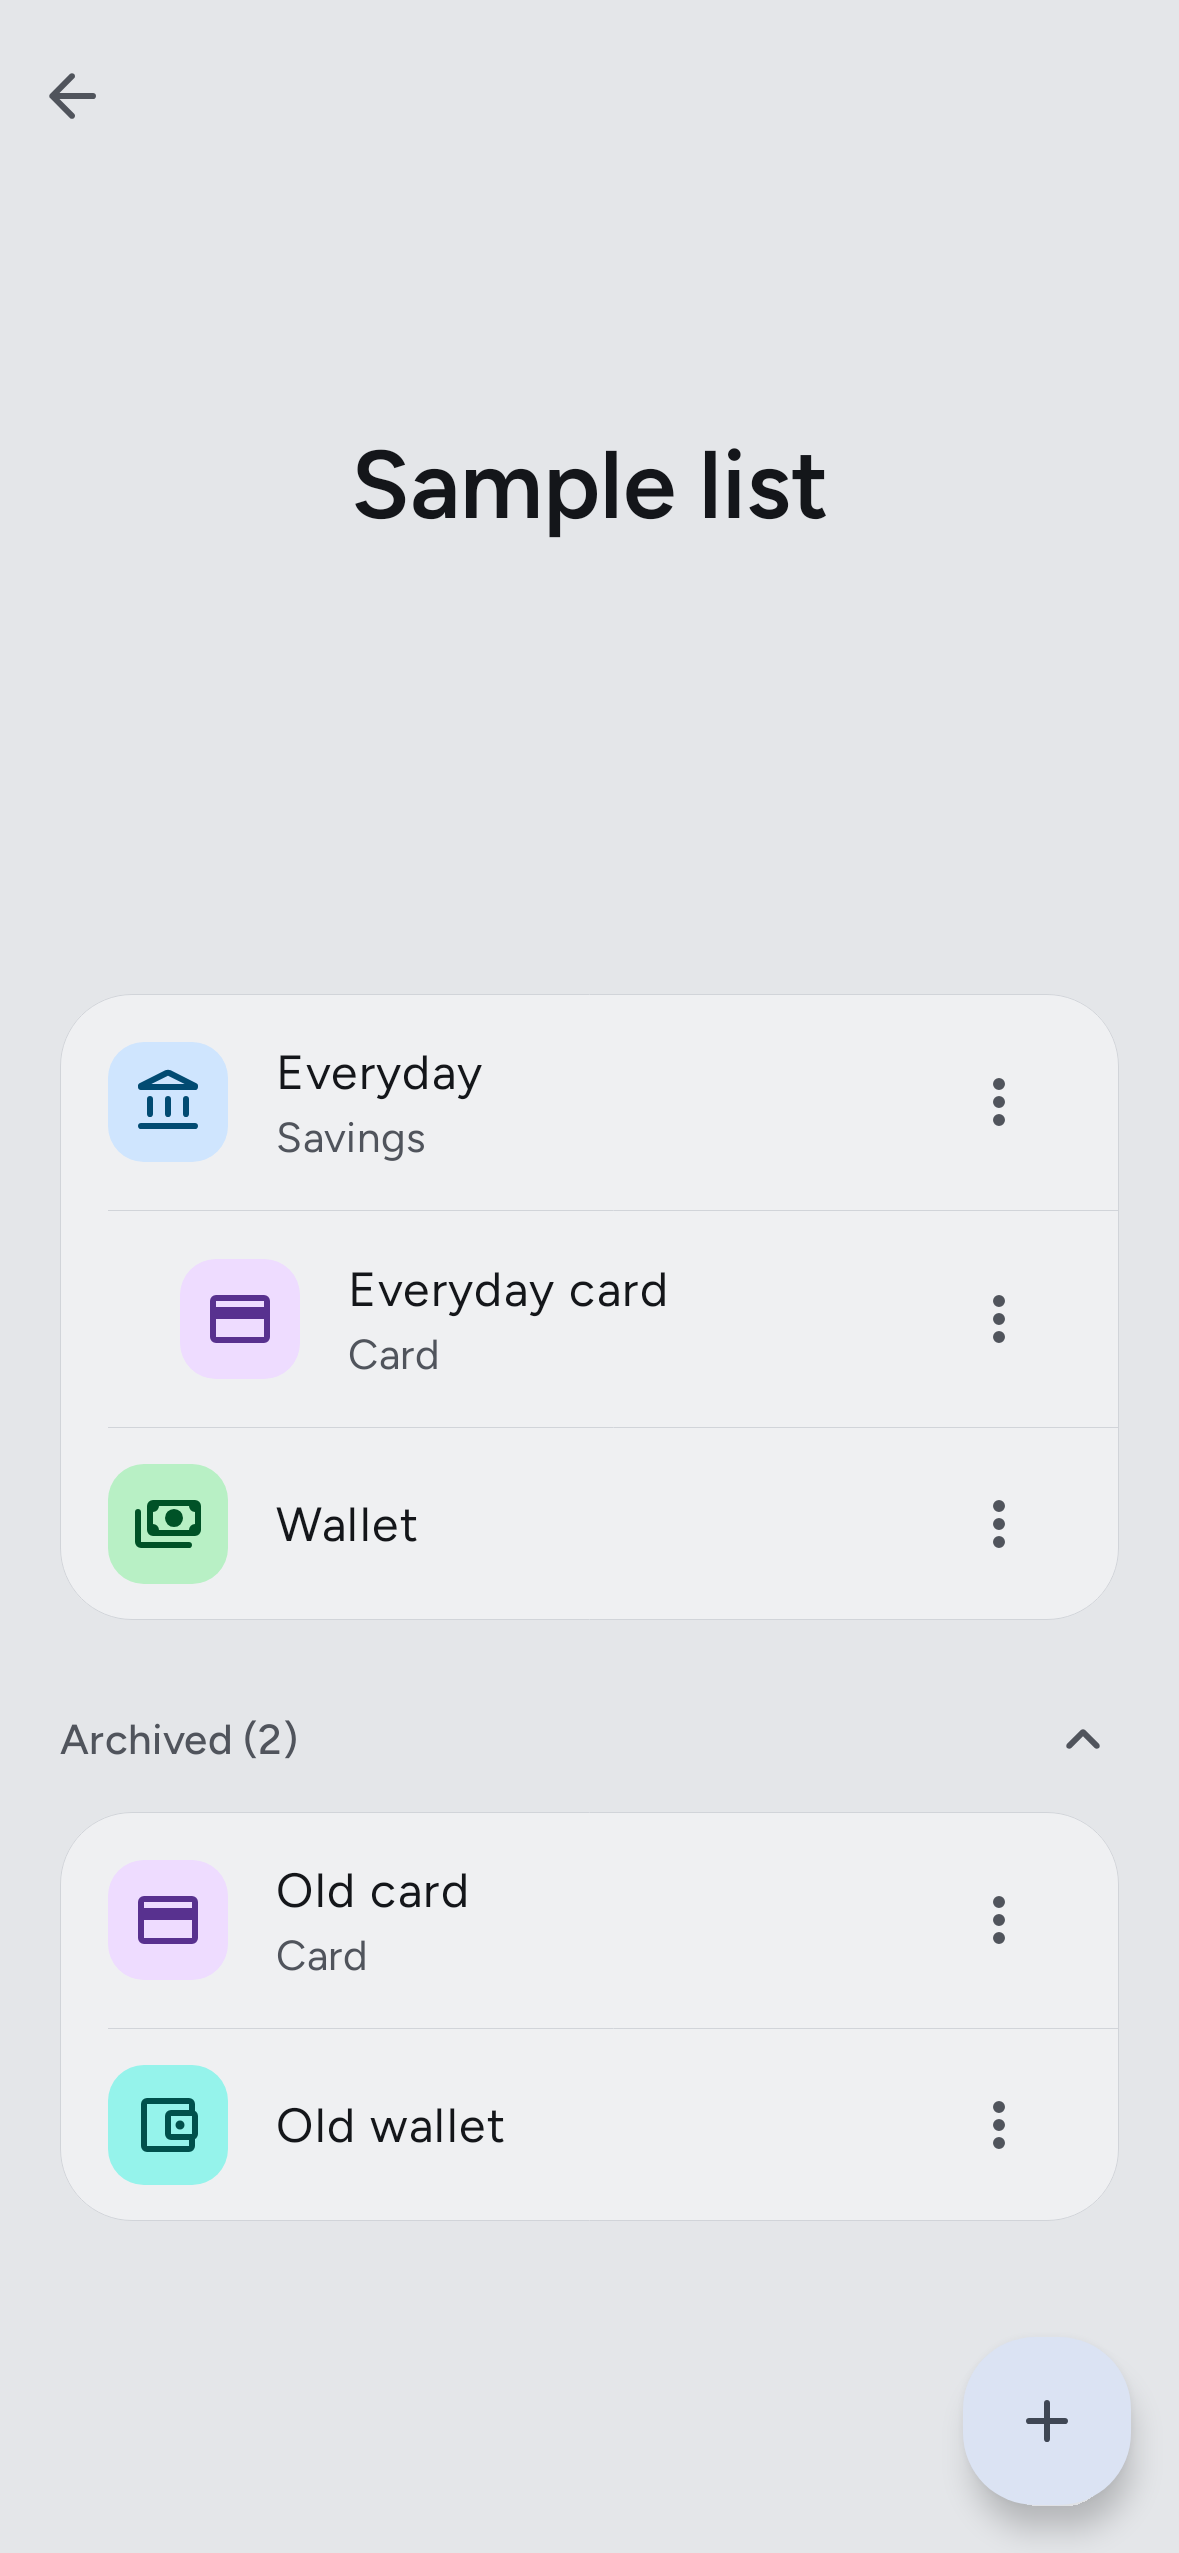 Sample list
Everyday
Savings
Everyday card
Card
Wallet
Archived (2)
Old card
Card
Old wallet